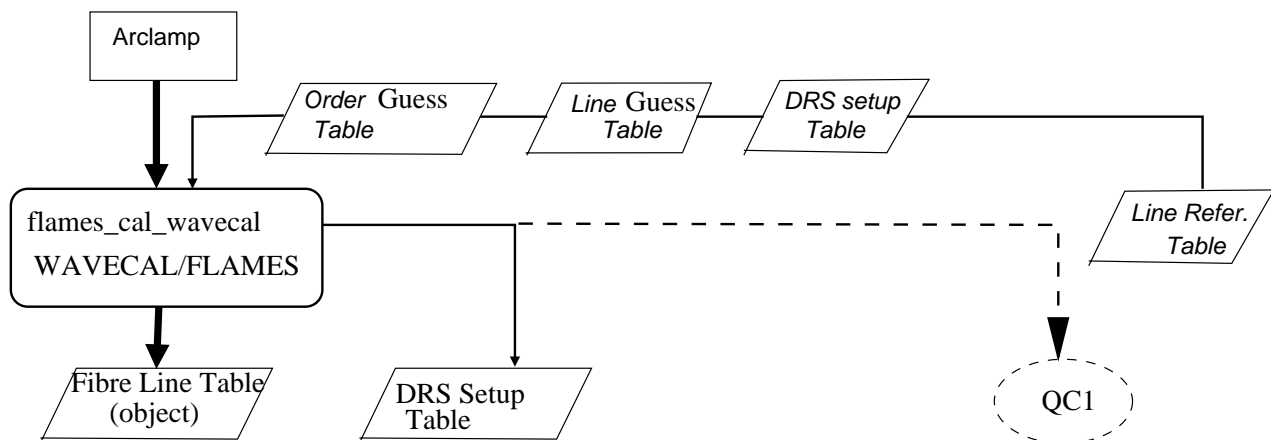 Arclamp
Order Guess
Table
Line Guess
Table
DRS setup
Table
Line Refer.
Table
flames_cal_wavecal
WAVECAL/FLAMES
Fibre Line Table
(object)
DRS Setup
Table
QC1